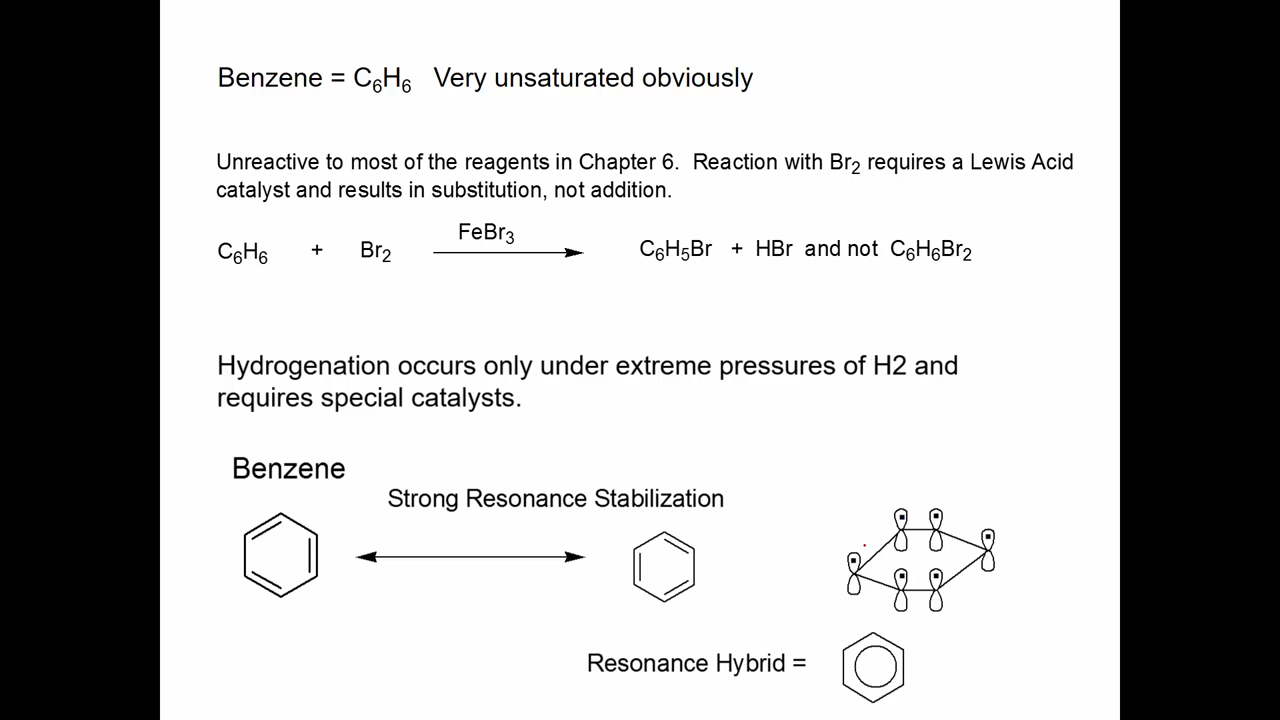 Benzene = C₆H₆ Very unsaturated obviously
Unreactive to most of the reagents in Chapter 6. Reaction with Br₂ requires a Lewis Acid
catalyst and results in substitution, not addition.
FeBr₃
C₆H₆ + Br₂ C₆H₅Br + HBr and not C₆H₆Br₂
Hydrogenation occurs only under extreme pressures of H2 and
requires special catalysts.
Benzene
Strong Resonance Stabilization
Resonance Hybrid =